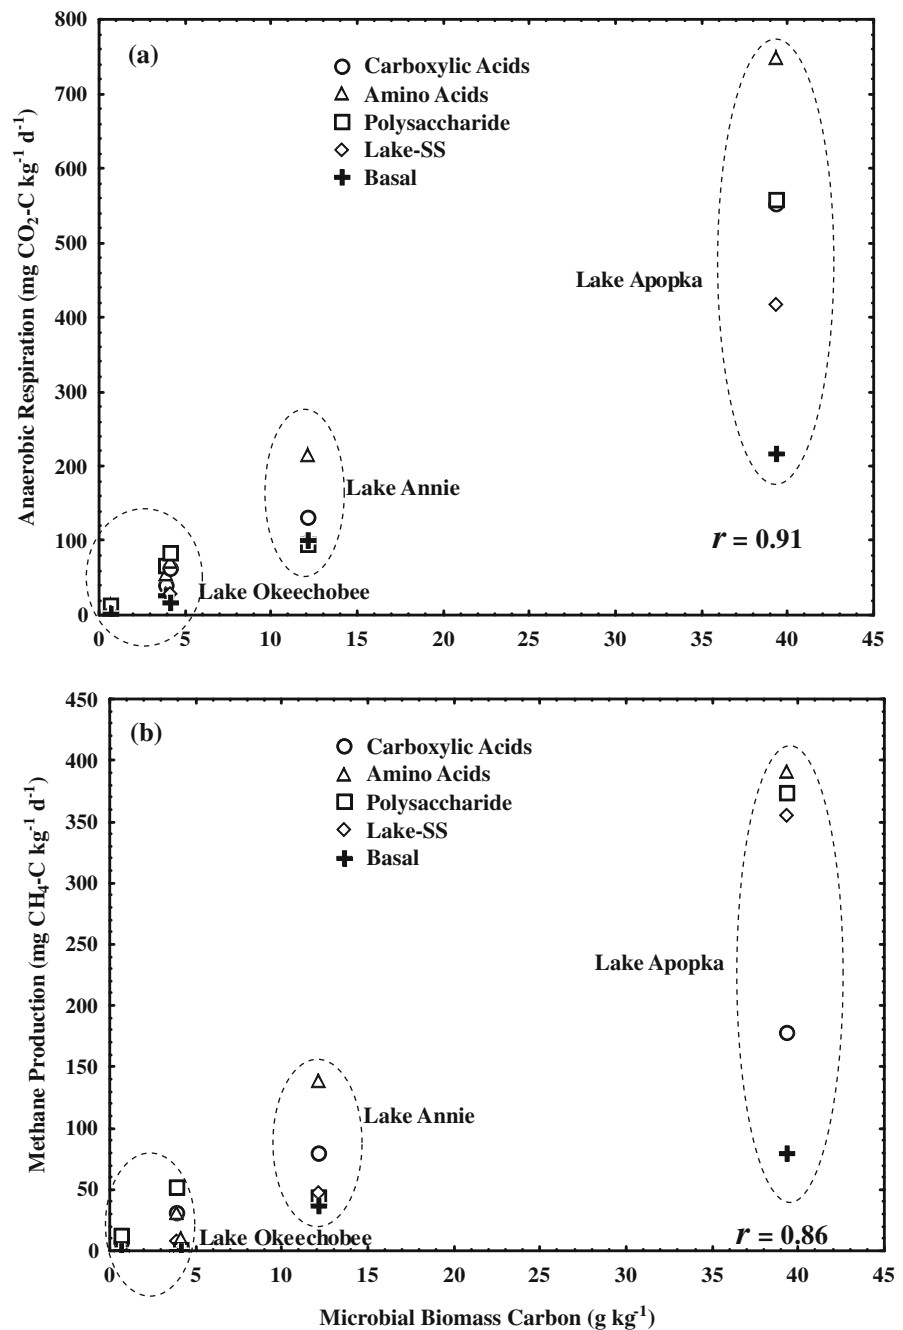 (a)
Carboxylic Acids
Amino Acids
Polysaccharide
Lake-SS
Basal
Anaerobic Respiration (mg CO₂-C kg⁻¹ d⁻¹)
800
700
600
500
400
300
200
100
0
Lake Apopka
Lake Annie
Lake Okeechobee
r = 0.91
0 5 10 15 20 25 30 35 40 45
(b)
Carboxylic Acids
Amino Acids
Polysaccharide
Lake-SS
Basal
Methane Production (mg CH₄-C kg⁻¹ d⁻¹)
450
400
350
300
250
200
150
100
50
0
Lake Apopka
Lake Annie
Lake Okeechobee
r = 0.86
0 5 10 15 20 25 30 35 40 45
Microbial Biomass Carbon (g kg⁻¹)